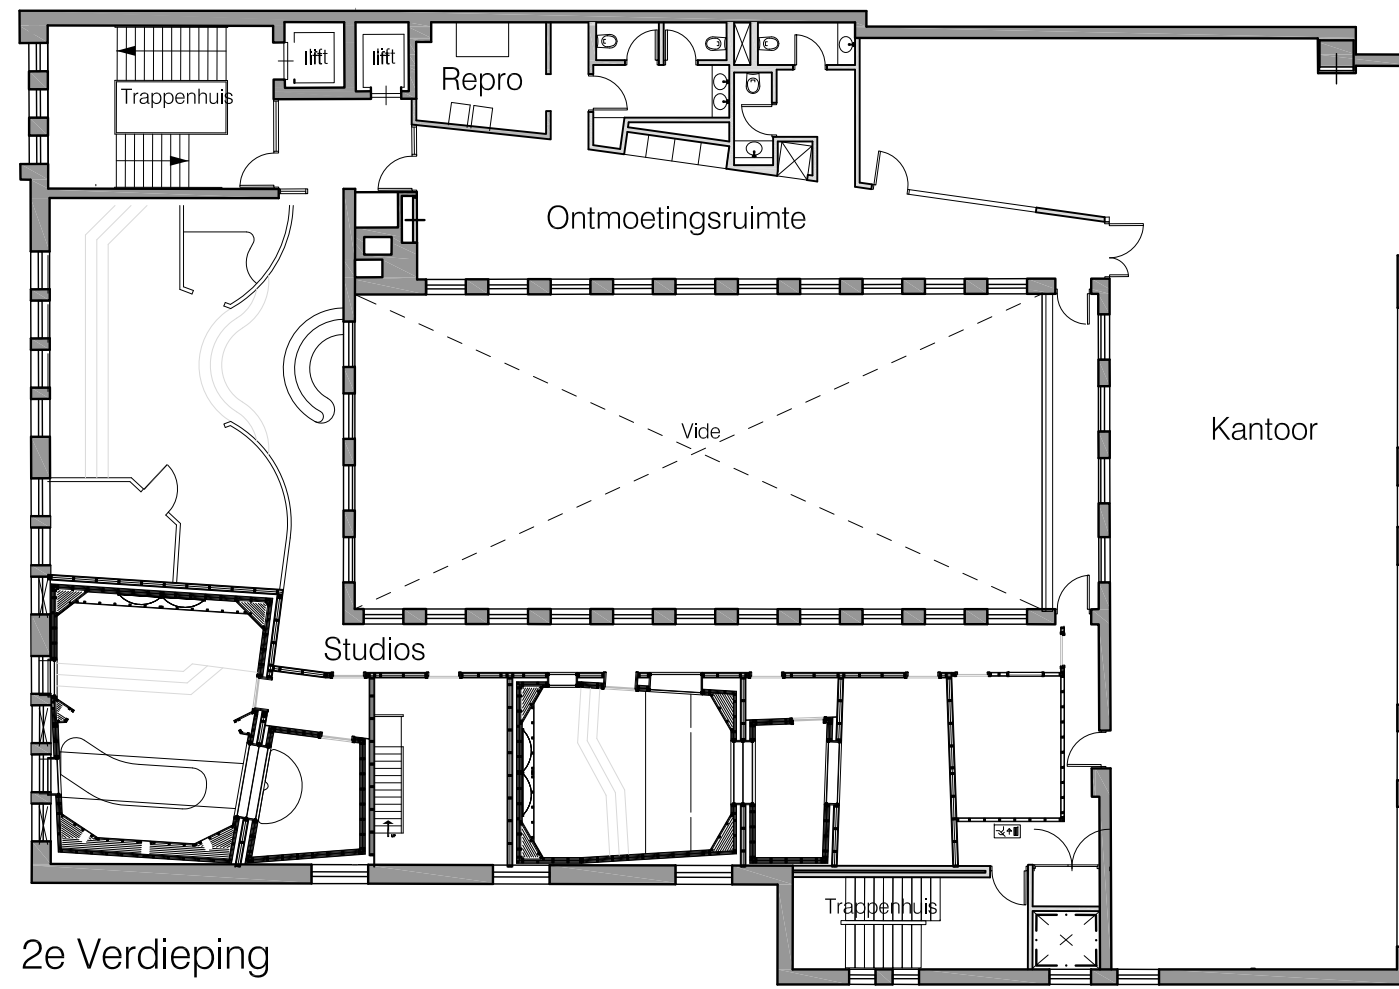 lift
lift
Repro
Trappenhuis
Ontmoetingsruimte
Vide
Kantoor
Studios
Trappenhuis
2e Verdieping